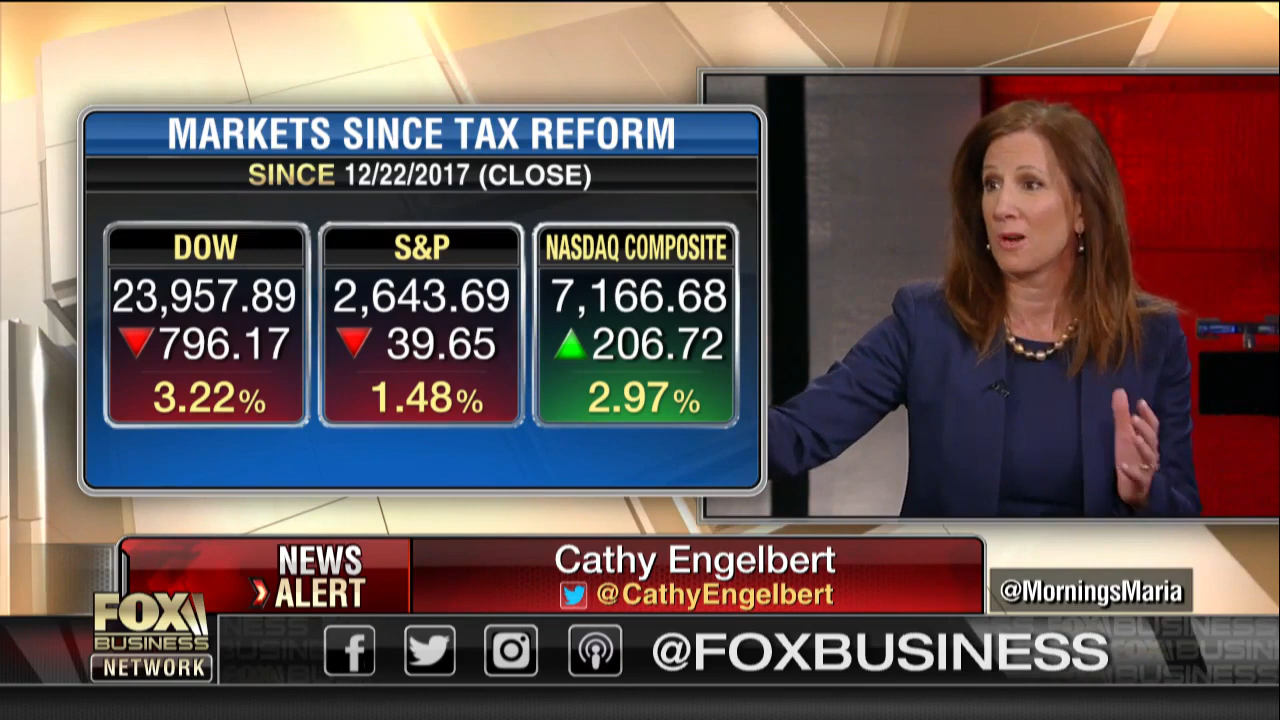 MARKETS SINCE TAX REFORM
SINCE 12/22/2017 (CLOSE)
DOW
23,957.89
▼796.17
3.22%
S&P
2,643.69
▼ 39.65
1.48%
NASDAQ COMPOSITE
7,166.68
▲206.72
2.97%
NEWS
ALERT
Cathy Engelbert
@CathyEngelbert
@MorningsMaria
FOX
BUSINESS
NETWORK
@FOXBUSINESS